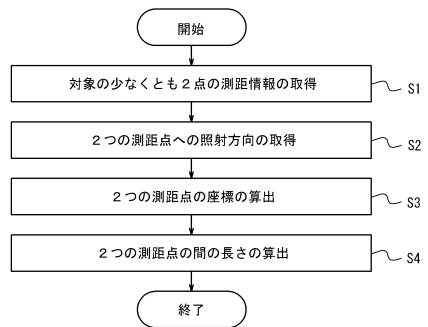 開始
対象の少なくとも2点の測距情報の取得
S1
2つの測距点への照射方向の取得
S2
2つの測距点の座標の算出
S3
2つの測距点の間の長さの算出
S4
終了